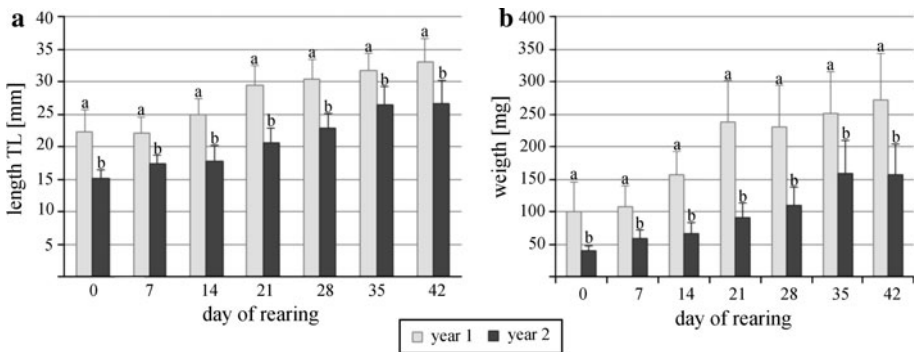 a
length TL [mm]
40
35
30
25
20
15
10
5
a b a b a b a b a b a b a b
0 7 14 21 28 35 42
day of rearing
b
weigth [mg]
400
350
300
250
200
150
100
50
a b a b a b a b a b a b a b
0 7 14 21 28 35 42
day of rearing
year 1 year 2